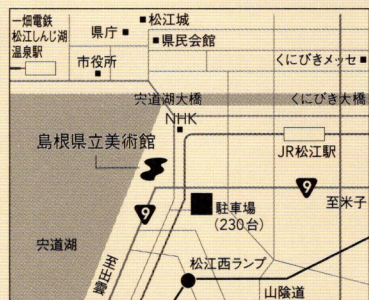 一畑電鉄
松江しんじ湖
温泉駅
松江城
県庁
県民会館
市役所
くにびきメッセ
宍道湖大橋
くにびき大橋
NHK
島根県立美術館
JR松江駅
9
9
駐車場
(230台)
至米子
宍道湖
至出雲
松江西ランプ
山陰道